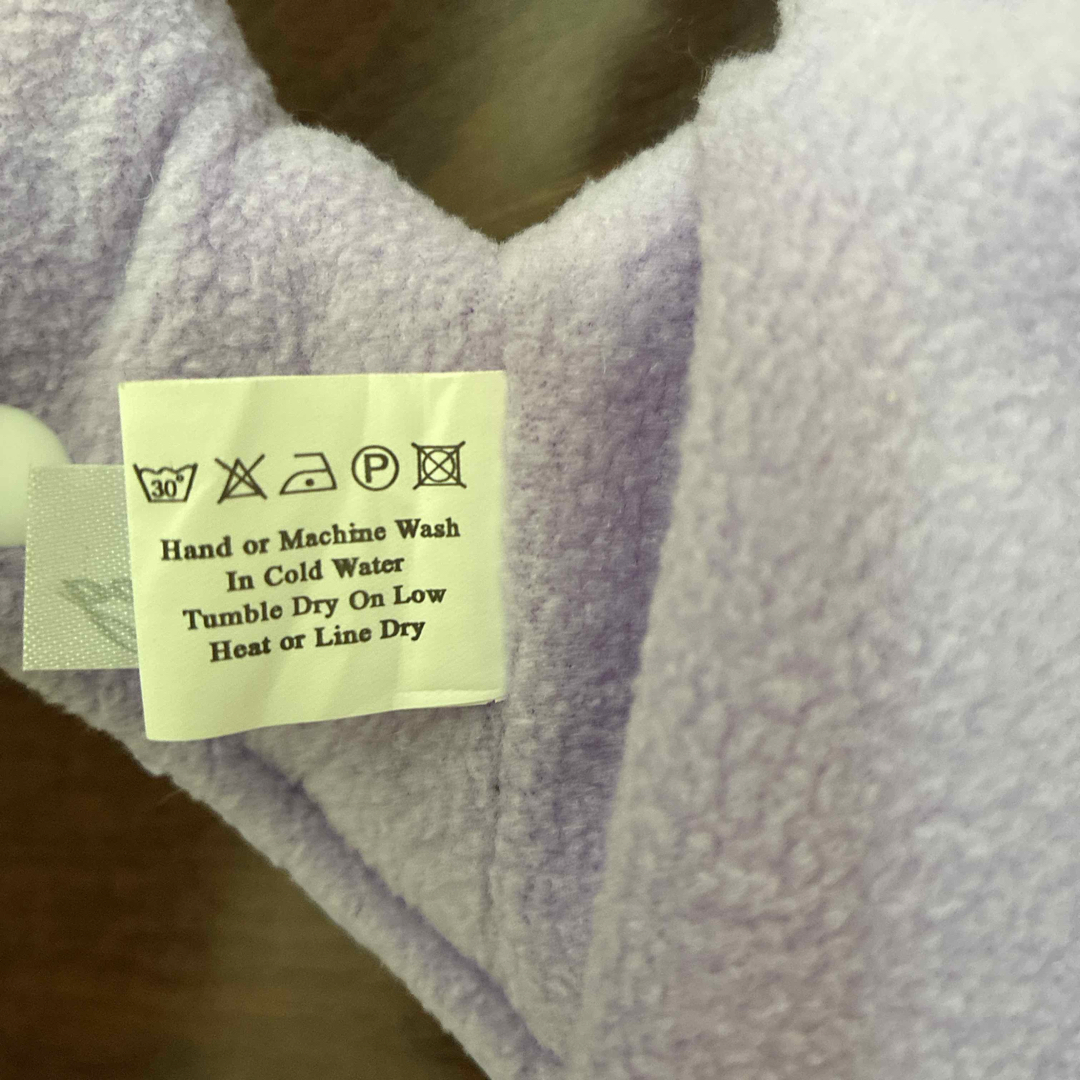 30°
P
Hand or Machine Wash
In Cold Water
Tumble Dry On Low
Heat or Line Dry